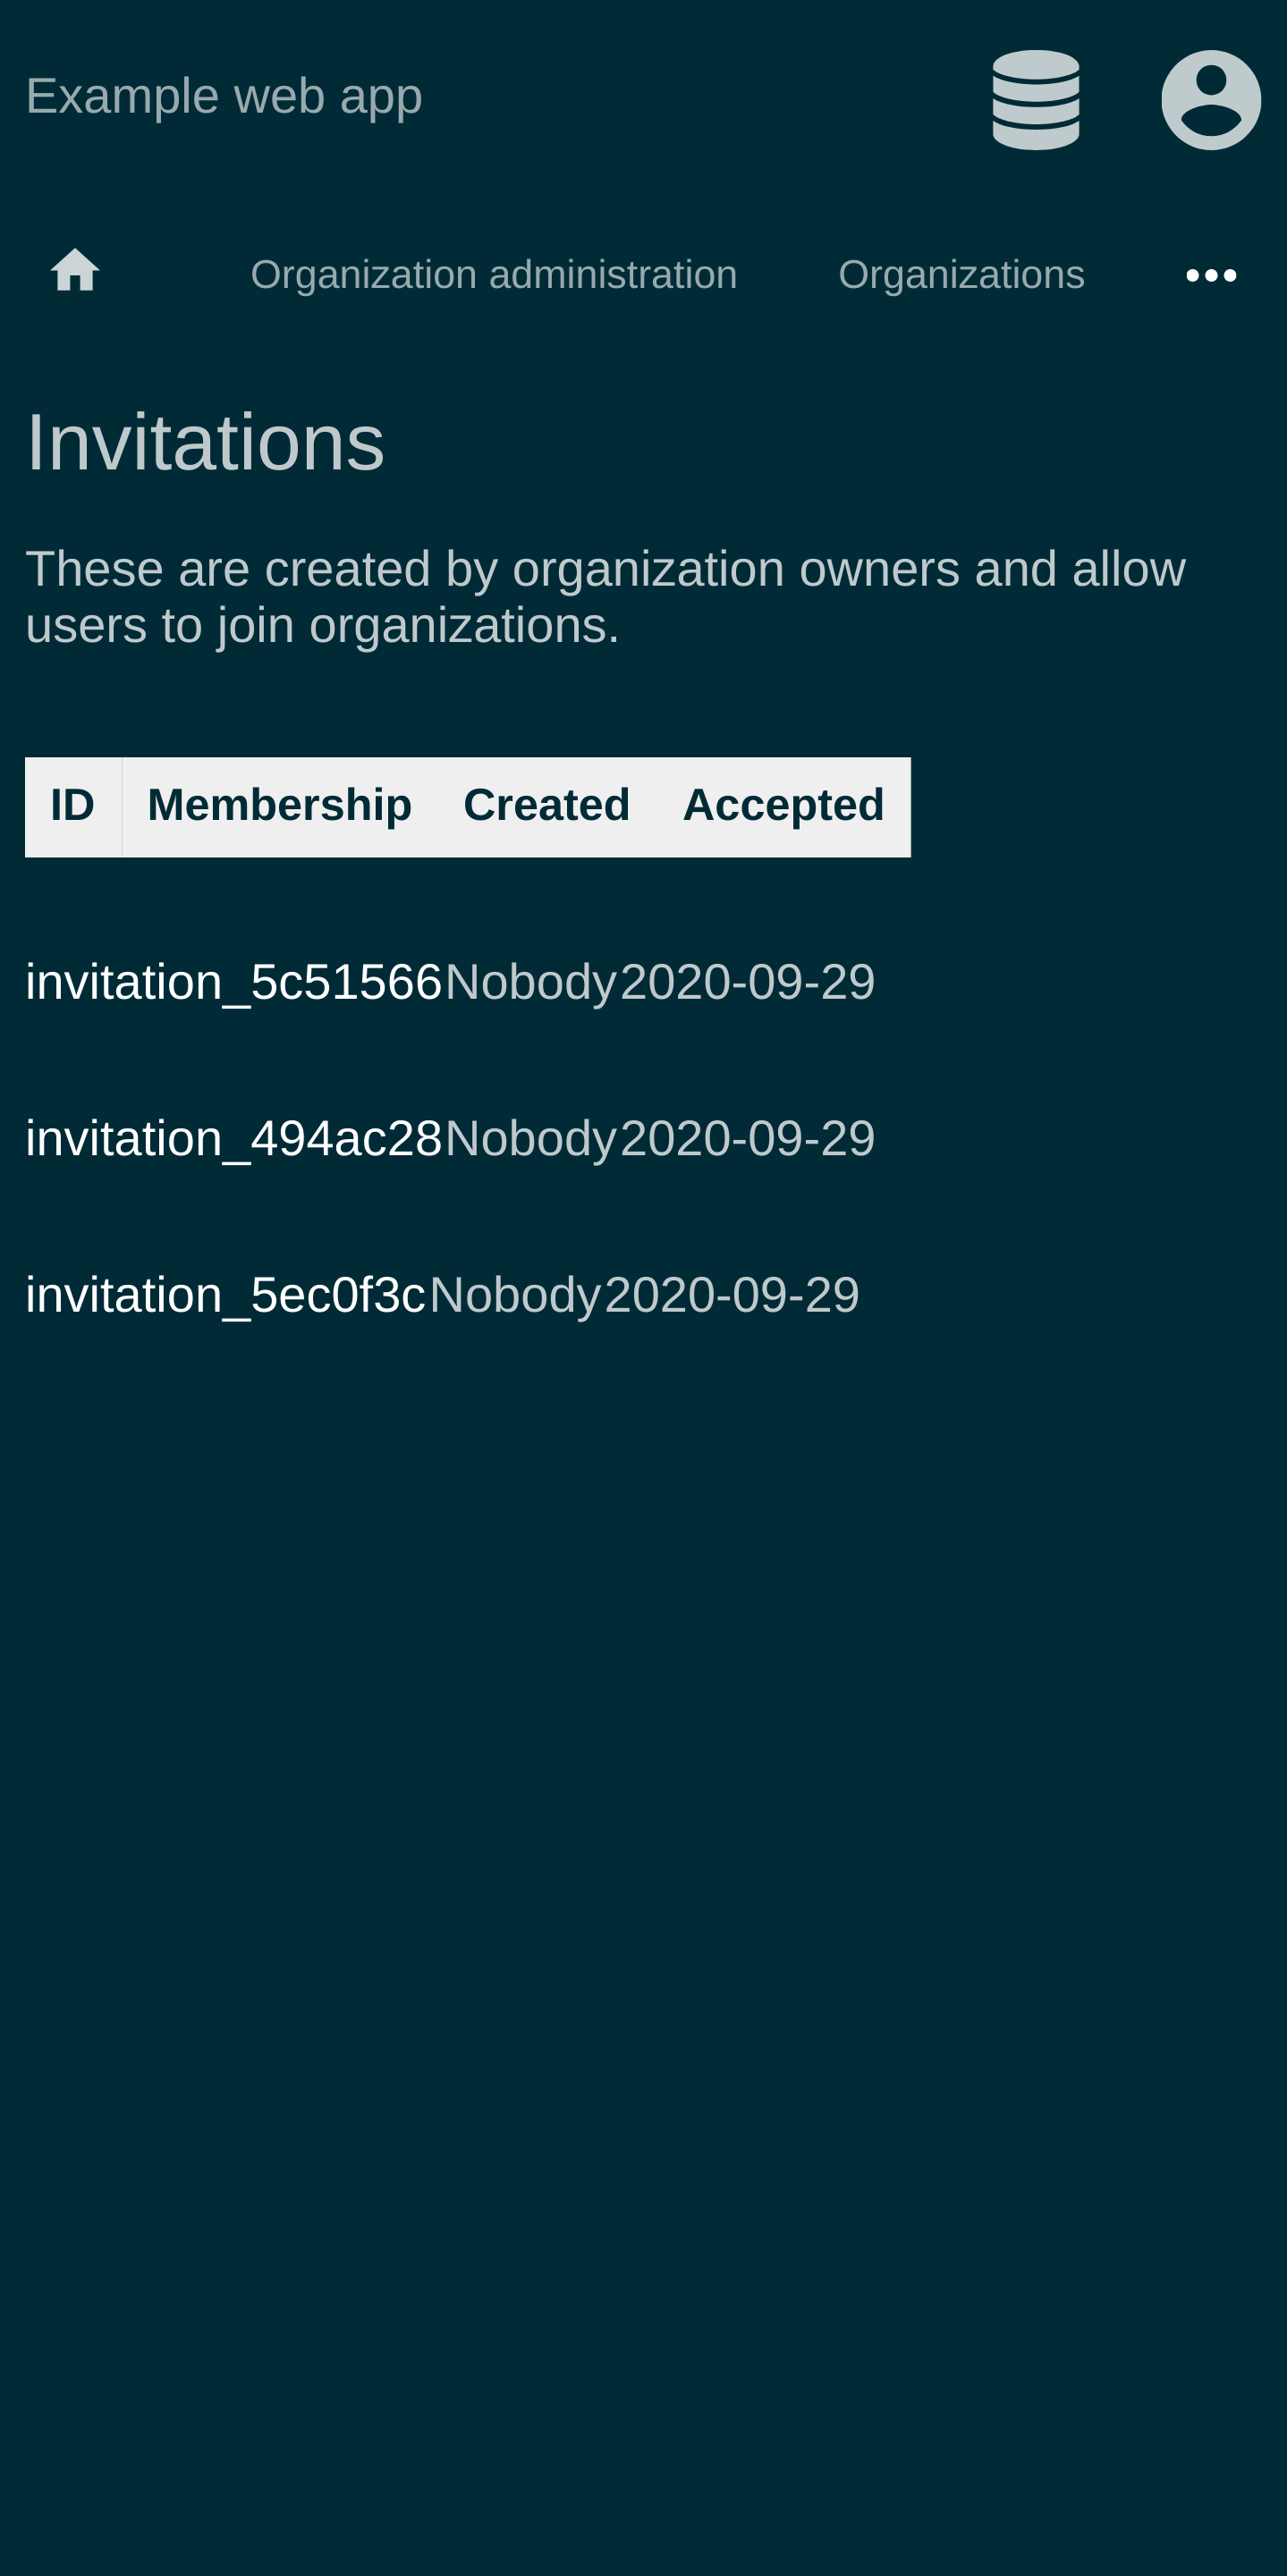 Example web app
Organization administration Organizations
Invitations
These are created by organization owners and allow
users to join organizations.
ID Membership Created Accepted
invitation_5c51566 Nobody 2020-09-29
invitation_494ac28 Nobody 2020-09-29
invitation_5ec0f3c Nobody 2020-09-29